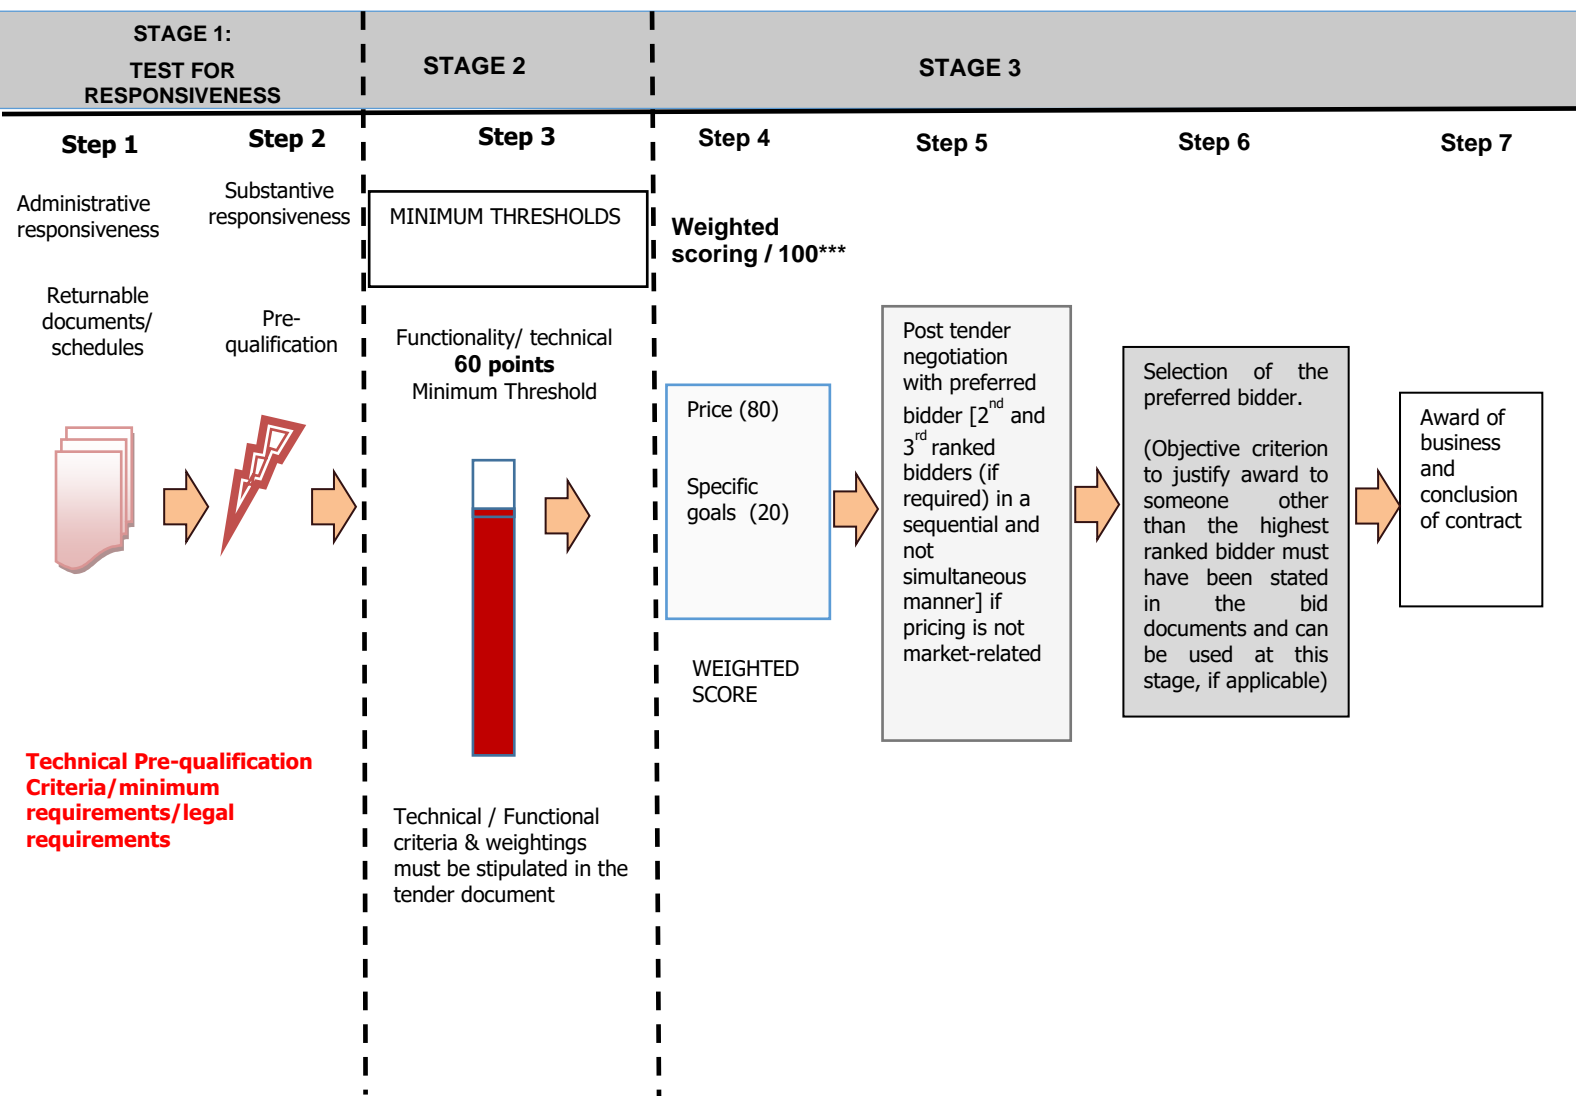 STAGE 1:
TEST FOR
RESPONSIVENESS
STAGE 2
STAGE 3
Step 1
Step 2
Step 3
Step 4
Step 5
Step 6
Step 7
Administrative
responsiveness
Returnable
documents/
schedules
Substantive
responsiveness
Pre-
qualification
Technical Pre-qualification
Criteria/minimum
requirements/legal
requirements
MINIMUM THRESHOLDS
Functionality/ technical
60 points
Minimum Threshold
Technical / Functional
criteria & weightings
must be stipulated in the
tender document
Weighted
scoring / 100***
Price (80)
Specific
goals (20)
WEIGHTED
SCORE
Post tender
negotiation
with preferred
bidder [2nd and
3rd ranked
bidders (if
required) in a
sequential and
not
simultaneous
manner] if
pricing is not
market-related
Selection of the
preferred bidder.
(Objective criterion
to justify award to
someone other
than the highest
ranked bidder must
have been stated
in the bid
documents and can
be used at this
stage, if applicable)
Award of
business
and
conclusion
of contract